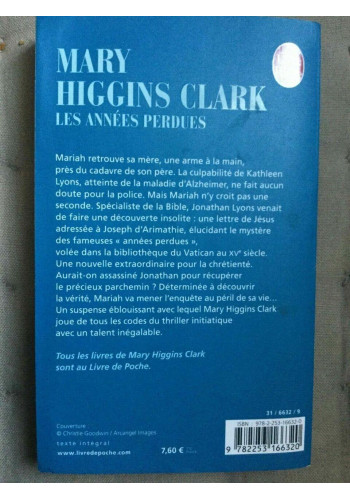 MARY
HIGGINS CLARK
LES ANNÉES PERDUES
Mariah retrouve sa mère, une arme à la main,
près du cadavre de son père. La culpabilité de Kathleen
Lyons, atteinte de la maladie d'Alzheimer, ne fait aucun
doute pour la police. Mais Mariah n'y croit pas une
seconde. Spécialiste de la Bible, Jonathan Lyons venait
de faire une découverte insolite : une lettre de Jésus
adressée à Joseph d'Arimathie, élucidant le mystère
des fameuses « années perdues »,
volée dans la bibliothèque du Vatican au XVe siècle.
Une nouvelle extraordinaire pour la chrétienté.
Aurait-on assassiné Jonathan pour récupérer
le précieux parchemin ? Déterminée à découvrir
la vérité, Mariah va mener l'enquête au péril de sa vie...
Un suspense éblouissant avec lequel Mary Higgins Clark
joue de tous les codes du thriller initiatique
avec un talent inégalable.
Tous les livres de Mary Higgins Clark
sont au Livre de Poche.
Couverture
© Christie Goodwin / Arcangel Images
texte intégral
www.livredepoche.com
7,60 €
31 / 6632 / 9
ISBN 978-2-253-16632-0
9 782253 166320